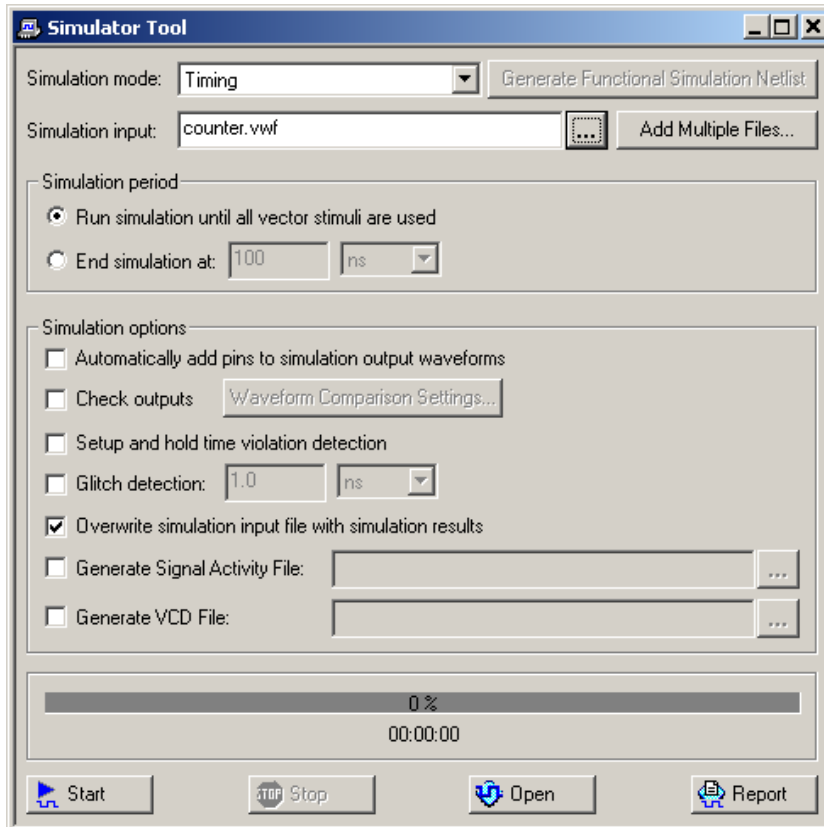 Simulator Tool
Simulation mode: Timing Generate Functional Simulation Netlist
Simulation input: counter.vwf ... Add Multiple Files...
Simulation period
Run simulation until all vector stimuli are used
End simulation at: 100 ns
Simulation options
Automatically add pins to simulation output waveforms
Check outputs Waveform Comparison Settings...
Setup and hold time violation detection
Glitch detection: 1.0 ns
Overwrite simulation input file with simulation results
Generate Signal Activity File: ...
Generate VCD File: ...
0 %
00:00:00
Start STOP Stop Open Report